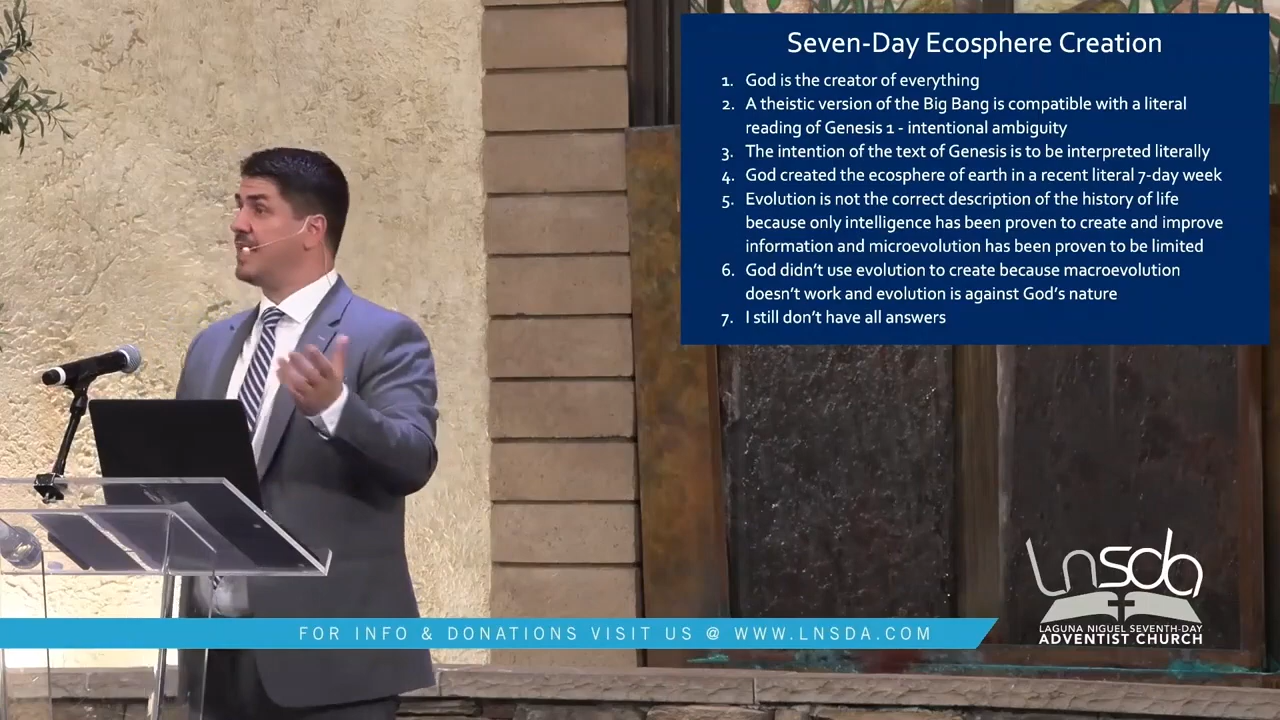 Seven-Day Ecosphere Creation
1. God is the creator of everything
2. A theistic version of the Big Bang is compatible with a literal
reading of Genesis 1 - intentional ambiguity
3. The intention of the text of Genesis is to be interpreted literally
4. God created the ecosphere of earth in a recent literal 7-day week
5. Evolution is not the correct description of the history of life
because only intelligence has been proven to create and improve
information and microevolution has been proven to be limited
6. God didn't use evolution to create because macroevolution
doesn't work and evolution is against God's nature
7. I still don't have all answers
Lnsda
LAGUNA NIGUEL SEVENTH-DAY
ADVENTIST CHURCH
FOR INFO & DONATIONS VISIT US @ WWW.LNSDA.COM